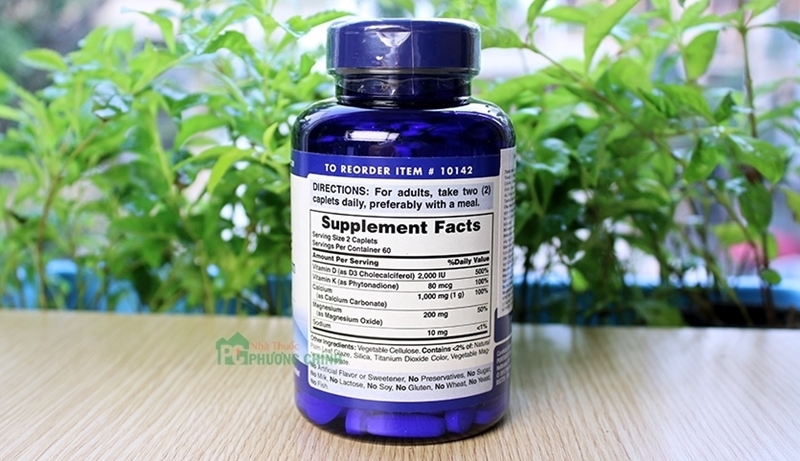 TO REORDER ITEM # 10142
DIRECTIONS: For adults, take two (2)
caplets daily, preferably with a meal.
Supplement Facts
Serving Size 2 Caplets
Servings Per Container 60
Amount Per Serving %Daily Value
Vitamin D (as D3 Cholecalciferol) 2,000 IU 500%
Vitamin K (as Phytonadione) 80 mcg 100%
Calcium 1,000 mg (1 g) 100%
(as Calcium Carbonate)
Magnesium 200 mg 50%
(as Magnesium Oxide)
Sodium 10 mg <1%
Other Ingredients: Vegetable Cellulose. Contains <2% of: Natural
Palm Leaf Glaze, Silica, Titanium Dioxide Color, Vegetable Mag-
No Artificial Flavor or Sweetener, No Preservatives, No Sugar,
No Milk, No Lactose, No Soy, No Gluten, No Wheat, No Yeast,
No Fish.
Nhà Thuốc
PHƯƠNG CHINH